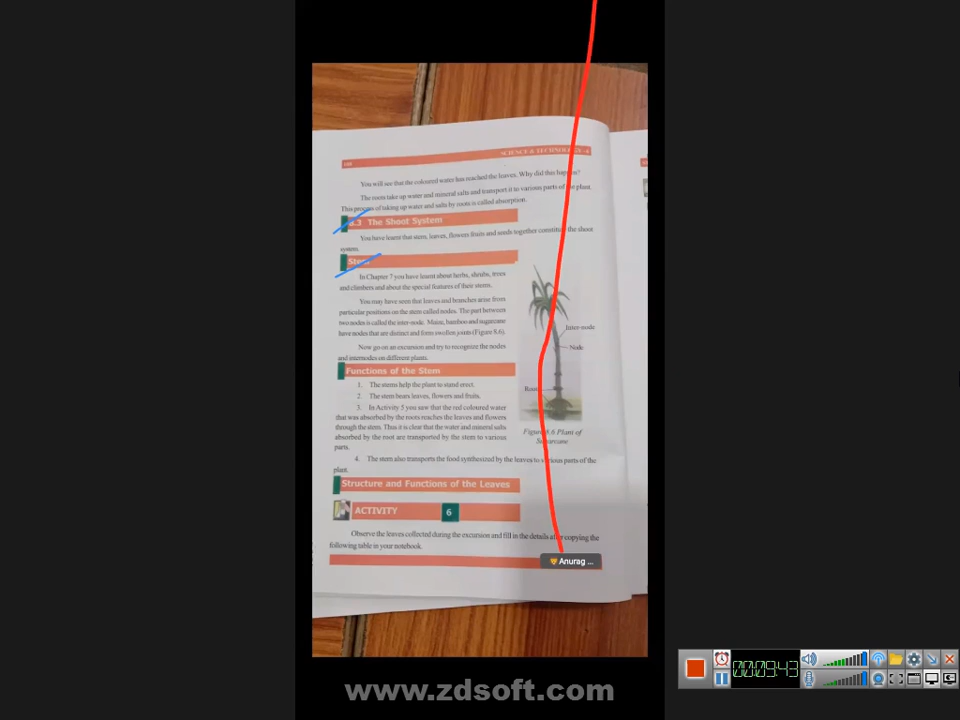 100
SCIENCE & TECHNOLOGY -6
You will see that the coloured water has reached the leaves. Why did this happen?
The roots take up water and mineral salts and transport it to various parts of the plant.
This process of taking up water and salts by roots is called absorption.
8.3 The Shoot System
You have learnt that stem, leaves, flowers fruits and seeds together constitute the shoot
system.
Stem
In Chapter 7 you have learnt about herbs, shrubs, trees
and climbers and about the special features of their stems.
You may have seen that leaves and branches arise from
particular positions on the stem called nodes. The part between
two nodes is called the inter-node. Maize, bamboo and sugarcane
have nodes that are distinct and form swollen joints (Figure 8.6).
Now go on an excursion and try to recognize the nodes
and internodes on different plants.
Inter-node
Node
Root
Figure 8.6 Plant of
Sugarcane
Functions of the Stem
1. The stems help the plant to stand erect.
2 The stem bears leaves, flowers and fruits.
3. In Activity 5 you saw that the red coloured water
that was absorbed by the roots reaches the leaves and flowers
through the stem. Thus it is clear that the water and mineral salts
absorbed by the root are transported by the stem to various
parts.
4. The stem also transports the food synthesized by the leaves to various parts of the
plant.
Structure and Functions of the Leaves
ACTIVITY 6
Observe the leaves collected during the excursion and fill in the details after copying the
following table in your notebook.
Anurag ...
00:09:43
www.zdsoft.com